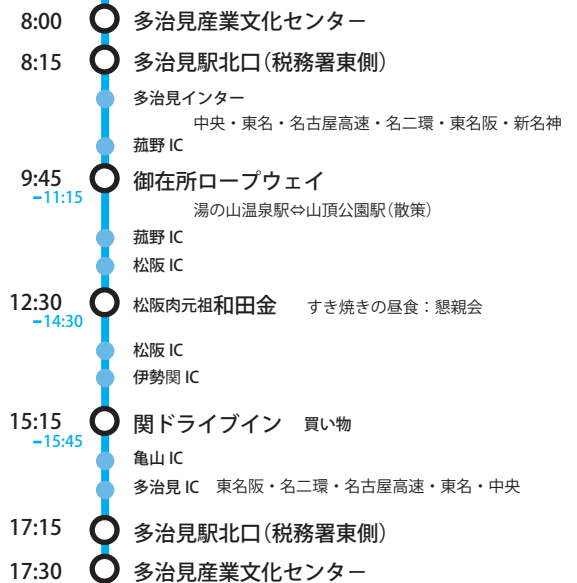 8:00 多治見産業文化センター
8:15 多治見駅北口(税務署東側)
多治見インター
中央・東名・名古屋高速・名二環・東名阪・新名神
菰野 IC
9:45 御在所ロープウェイ
-11:15
湯の山温泉駅⇔山頂公園駅(散策)
菰野 IC
松阪 IC
12:30 松阪肉元祖和田金 すき焼きの昼食：懇親会
-14:30
松阪 IC
伊勢関 IC
15:15 関ドライブイン 買い物
-15:45
亀山 IC
多治見 IC 東名阪・名二環・名古屋高速・東名・中央
17:15 多治見駅北口(税務署東側)
17:30 多治見産業文化センター